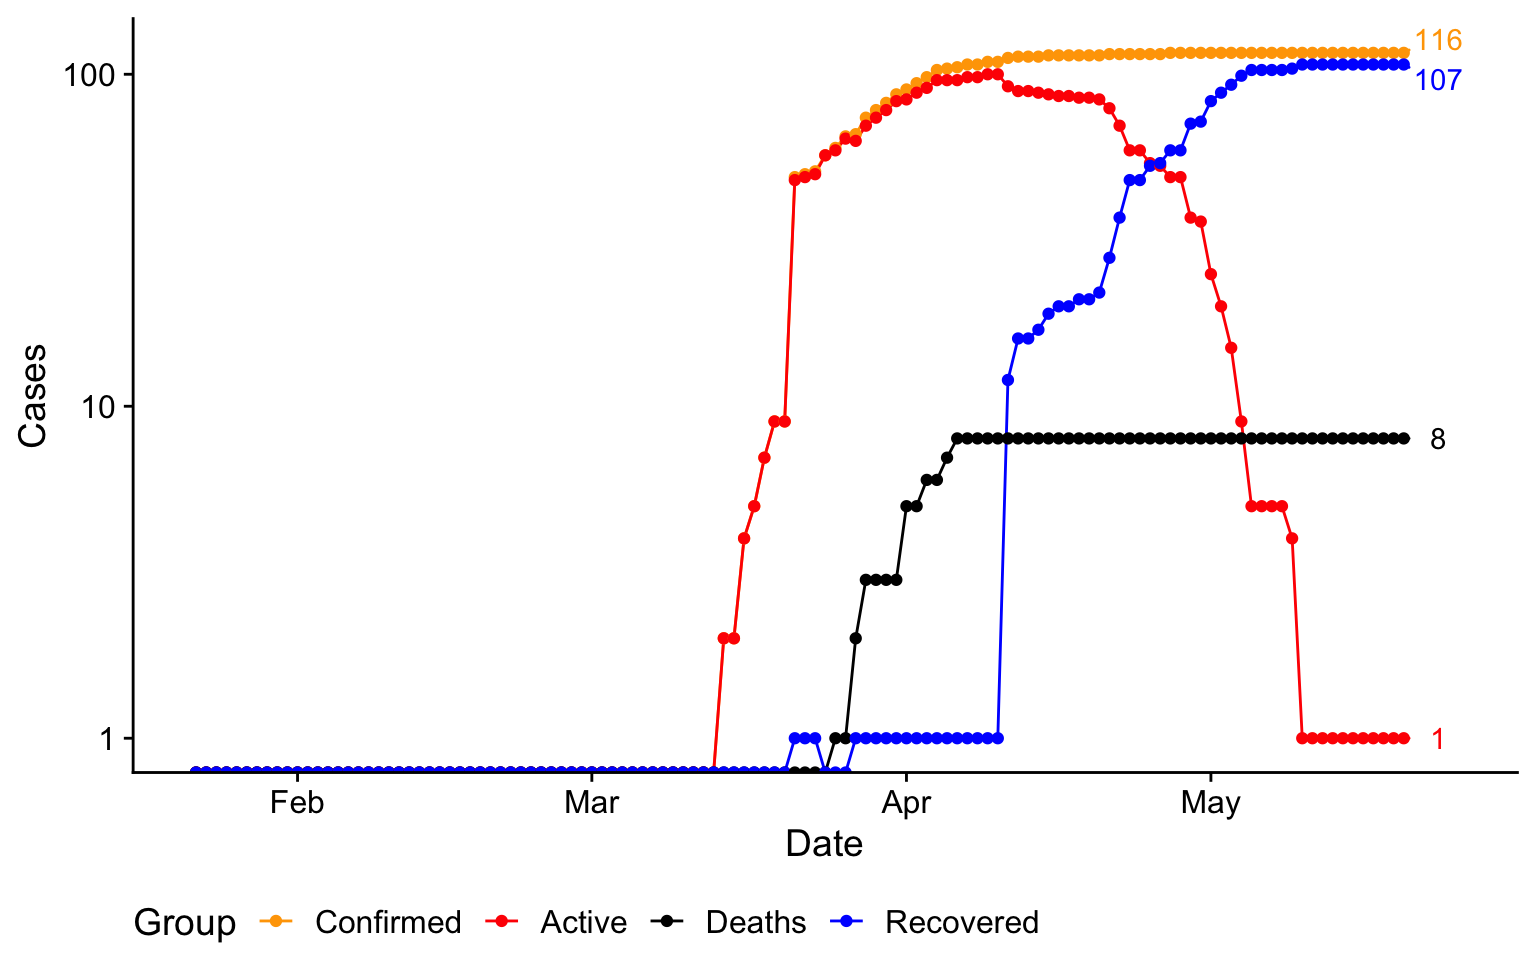 116
100
107
10
8
1
1
Cases
Feb Mar Apr May
Date
Group Confirmed Active Deaths Recovered